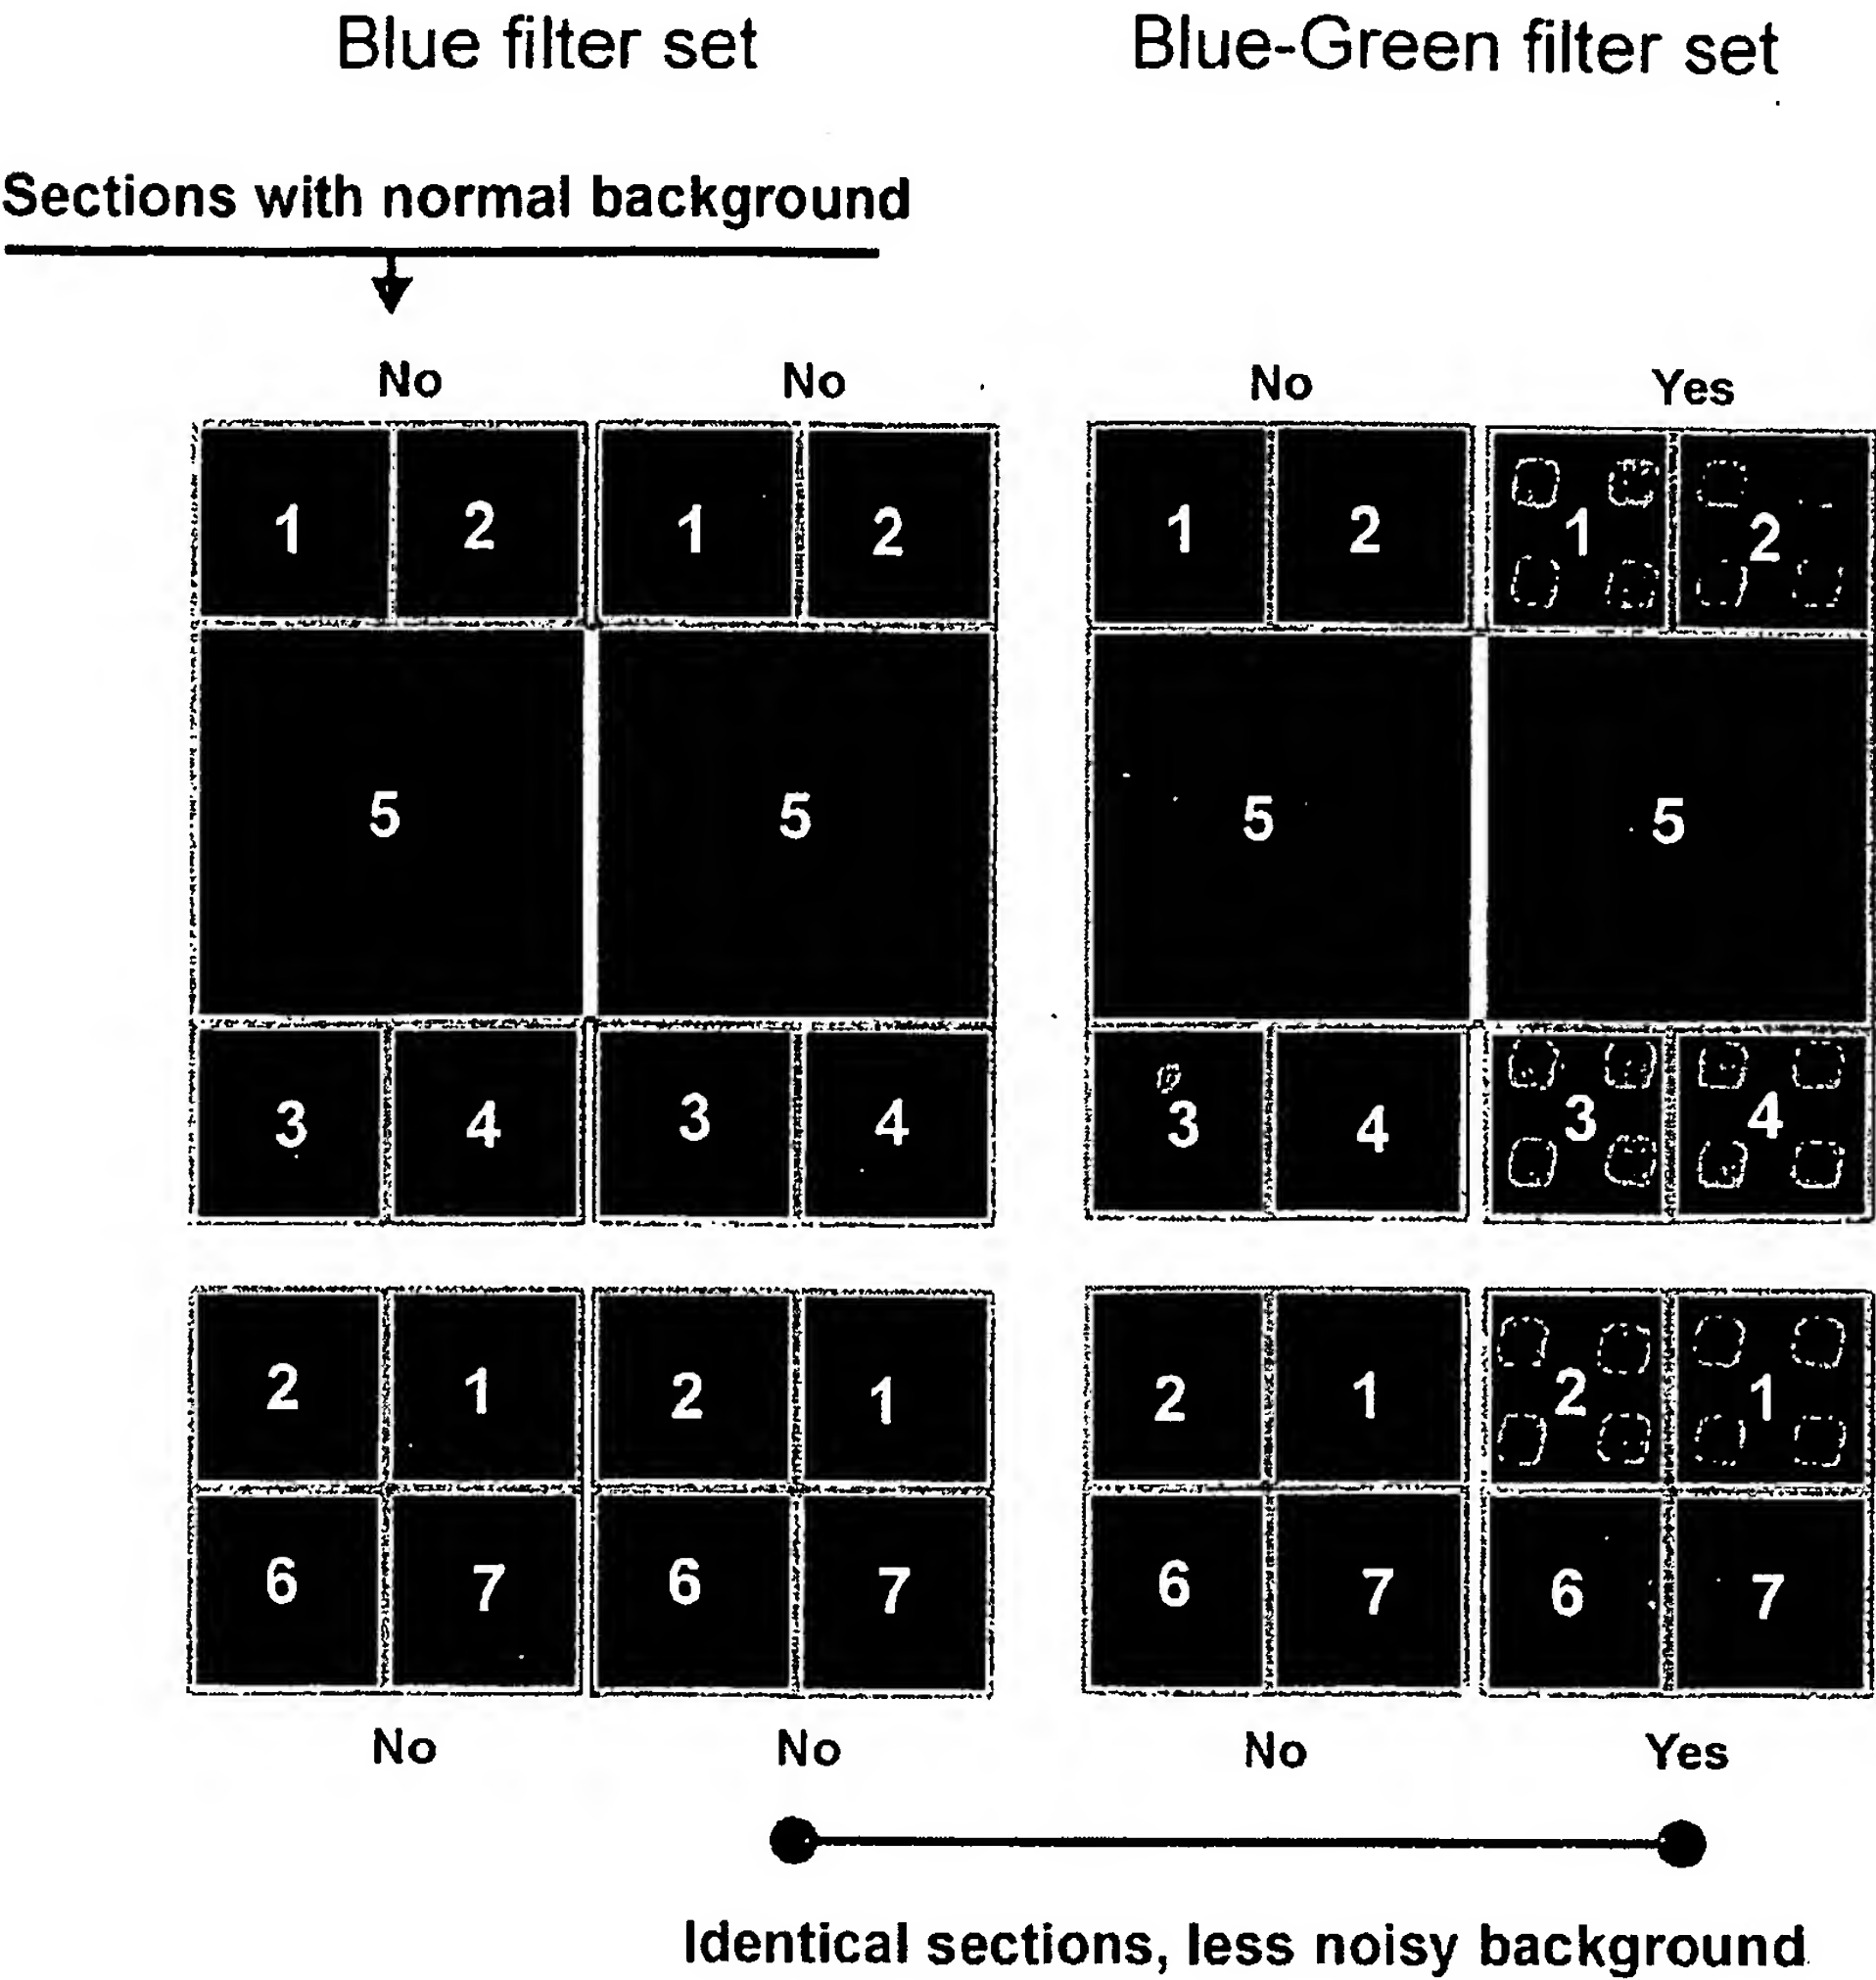 Blue filter set Blue-Green filter set
Sections with normal background
No No No Yes
1 2 1 2 1 2 1 2
5 5 5 5
3 4 3 4 3 4 3 4
2 1 2 1 2 1 2 1
6 7 6 7 6 7 6 7
No No No Yes
Identical sections, less noisy background